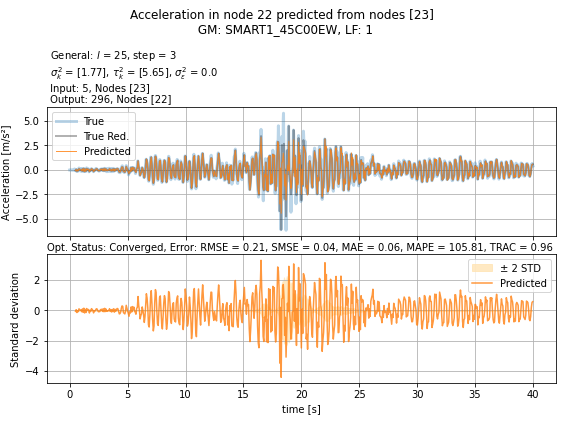 Acceleration in node 22 predicted from nodes [23]
GM: SMART1_45C00EW, LF: 1
General: l = 25, step = 3
σ²ₖ = [1.77], τ²ₖ = [5.65], σ²ε = 0.0
Input: 5, Nodes [23]
Output: 296, Nodes [22]
Acceleration [m/s²]
5.0
2.5
0.0
−2.5
−5.0
True
True Red.
Predicted
Opt. Status: Converged, Error: RMSE = 0.21, SMSE = 0.04, MAE = 0.06, MAPE = 105.81, TRAC = 0.96
Standard deviation
2
0
−2
−4
± 2 STD
Predicted
0 5 10 15 20 25 30 35 40
time [s]